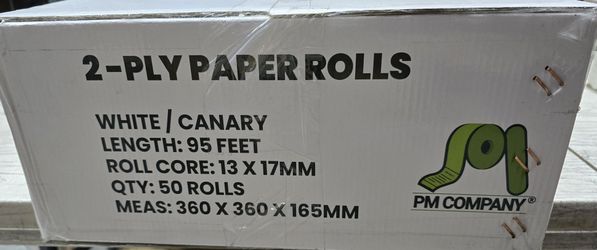 2-PLY PAPER ROLLS
WHITE / CANARY
LENGTH: 95 FEET
ROLL CORE: 13 X 17MM
QTY: 50 ROLLS
MEAS: 360 X 360 X 165MM
PM COMPANY®